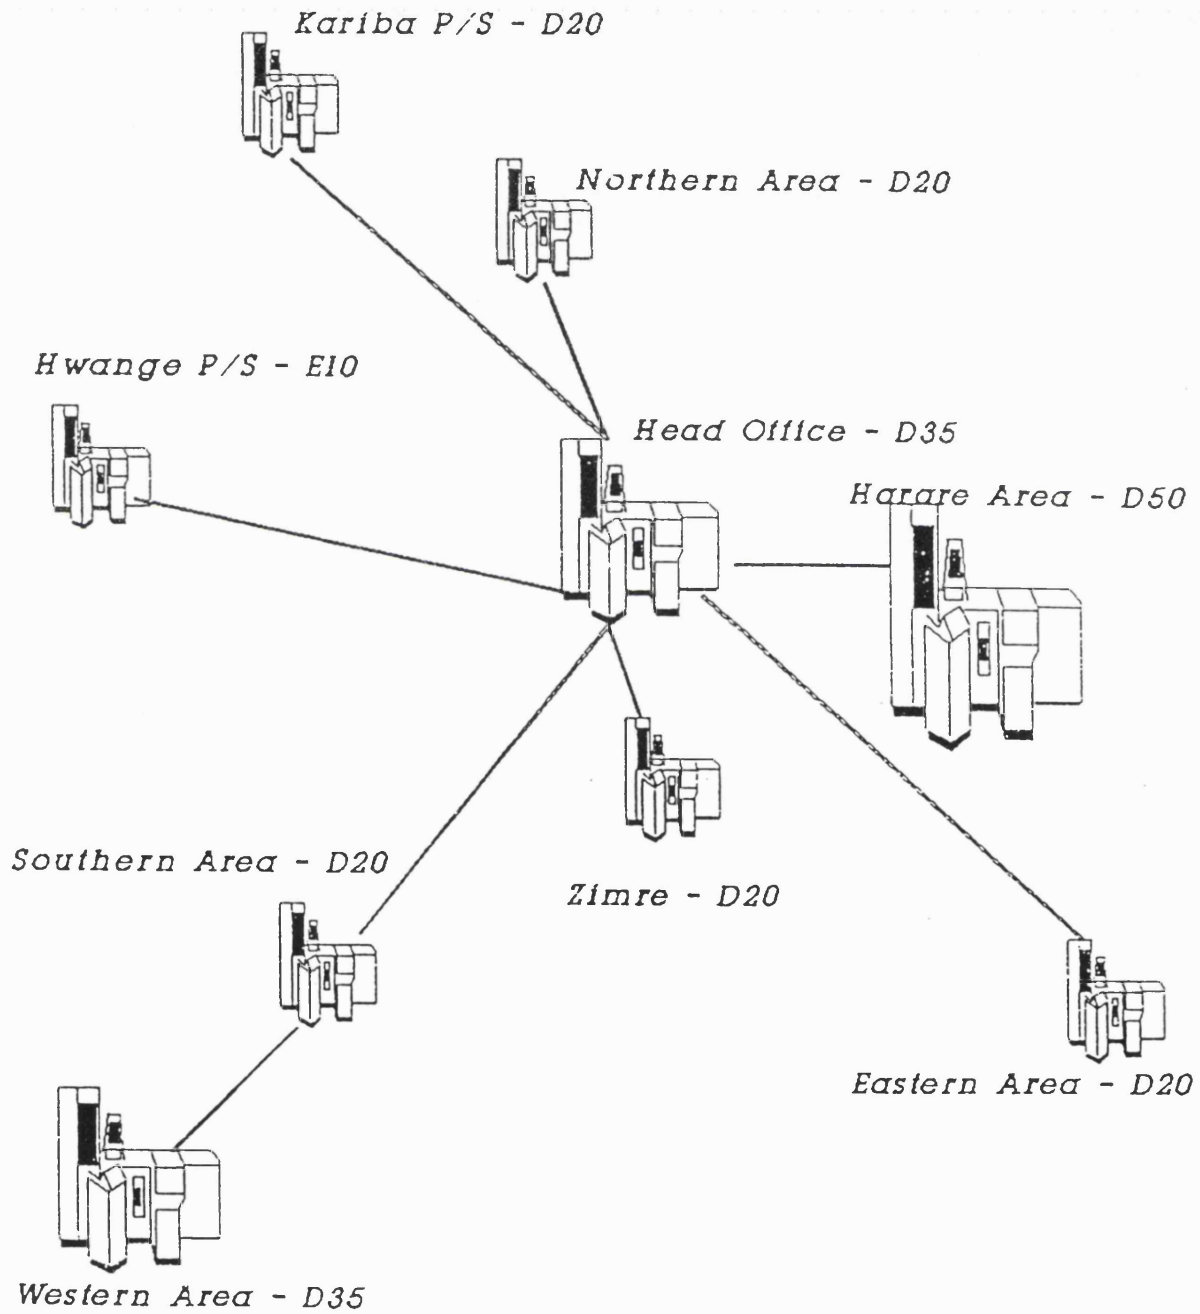 Kariba P/S - D20
Northern Area - D20
Hwange P/S - E10
Head Office - D35
Harare Area - D50
Southern Area - D20
Zimre - D20
Eastern Area - D20
Western Area - D35